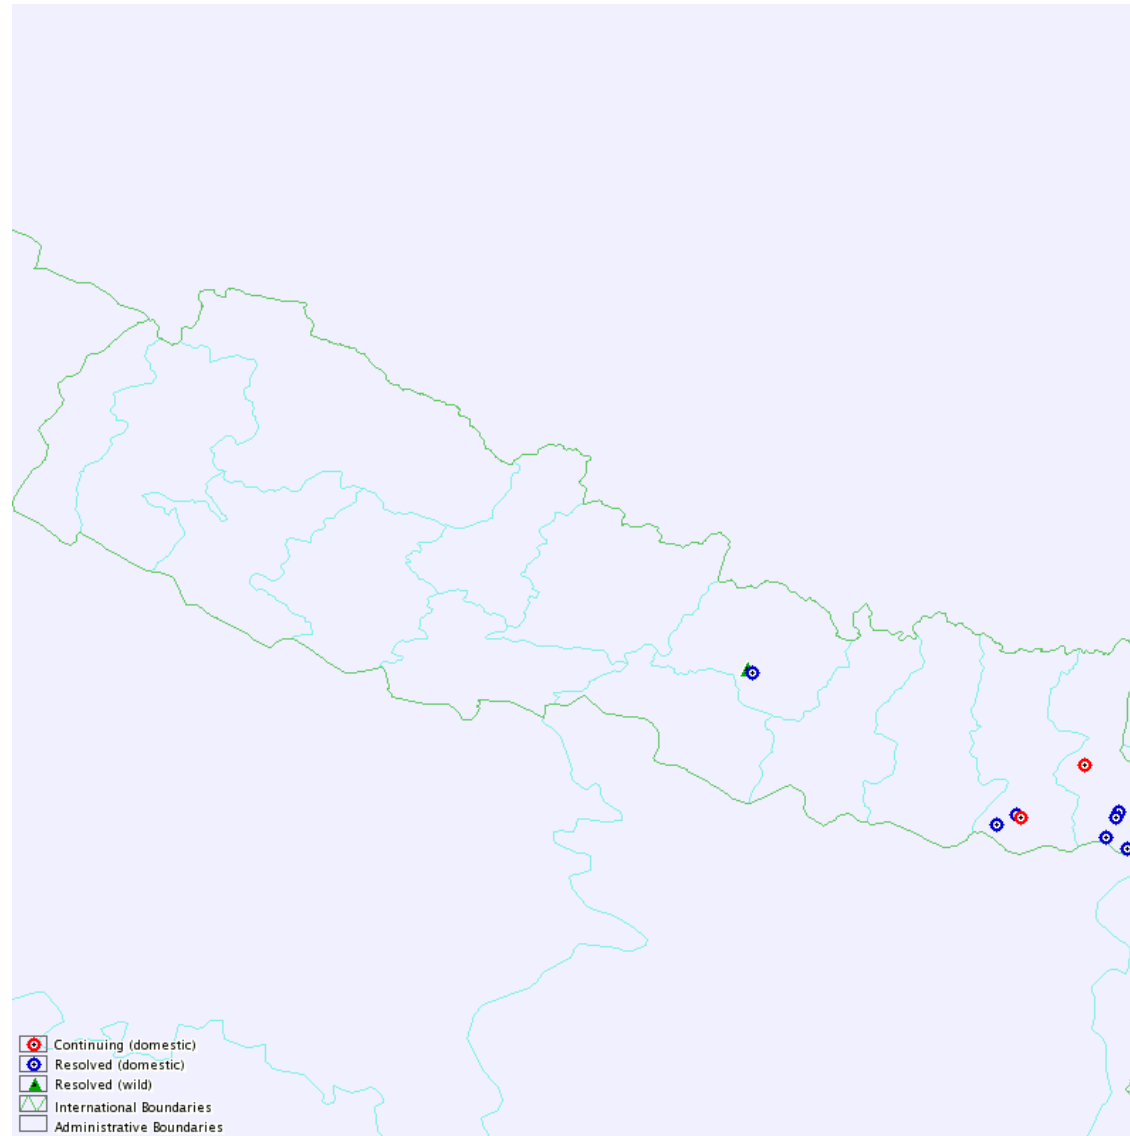 Continuing (domestic)
Resolved (domestic)
Resolved (wild)
International Boundaries
Administrative Boundaries